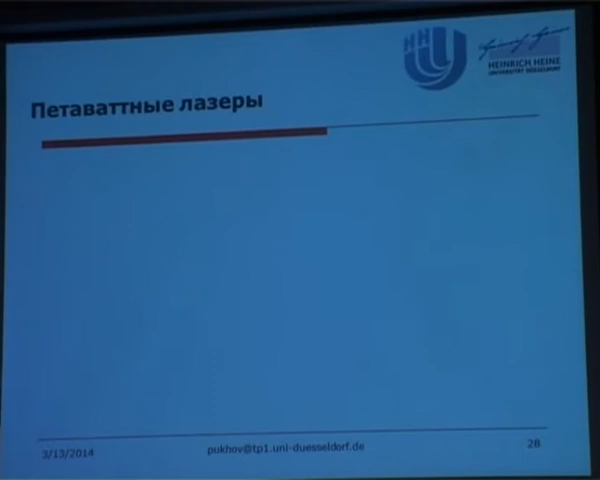 HHU
HEINRICH HEINE
UNIVERSITÄT DÜSSELDORF
Петаваттные лазеры
3/13/2014
pukhov@tp1.uni-duesseldorf.de
28